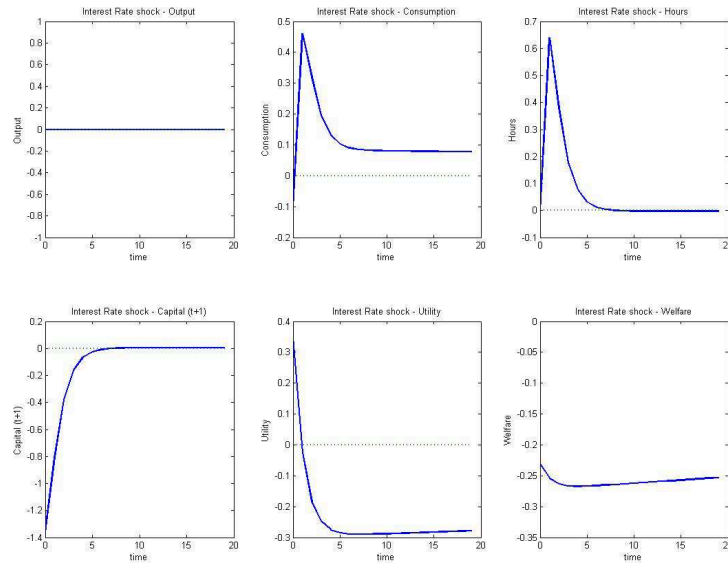 Interest Rate shock - Output
Output
1
0.8
0.6
0.4
0.2
0
-0.2
-0.4
-0.6
-0.8
-1
0 5 10 15 20
time
Interest Rate shock - Consumption
Consumption
0.5
0.4
0.3
0.2
0.1
0
-0.1
-0.2
0 5 10 15 20
time
Interest Rate shock - Hours
Hours
0.7
0.6
0.5
0.4
0.3
0.2
0.1
0
-0.1
0 5 10 15 20
time
Interest Rate shock - Capital (t+1)
Capital (t+1)
0.2
0
-0.2
-0.4
-0.6
-0.8
-1
-1.2
-1.4
0 5 10 15 20
time
Interest Rate shock - Utility
Utility
0.4
0.3
0.2
0.1
0
-0.1
-0.2
-0.3
-0.4
0 5 10 15 20
time
Interest Rate shock - Welfare
Welfare
0
-0.05
-0.1
-0.15
-0.2
-0.25
-0.3
-0.35
0 5 10 15 20
time